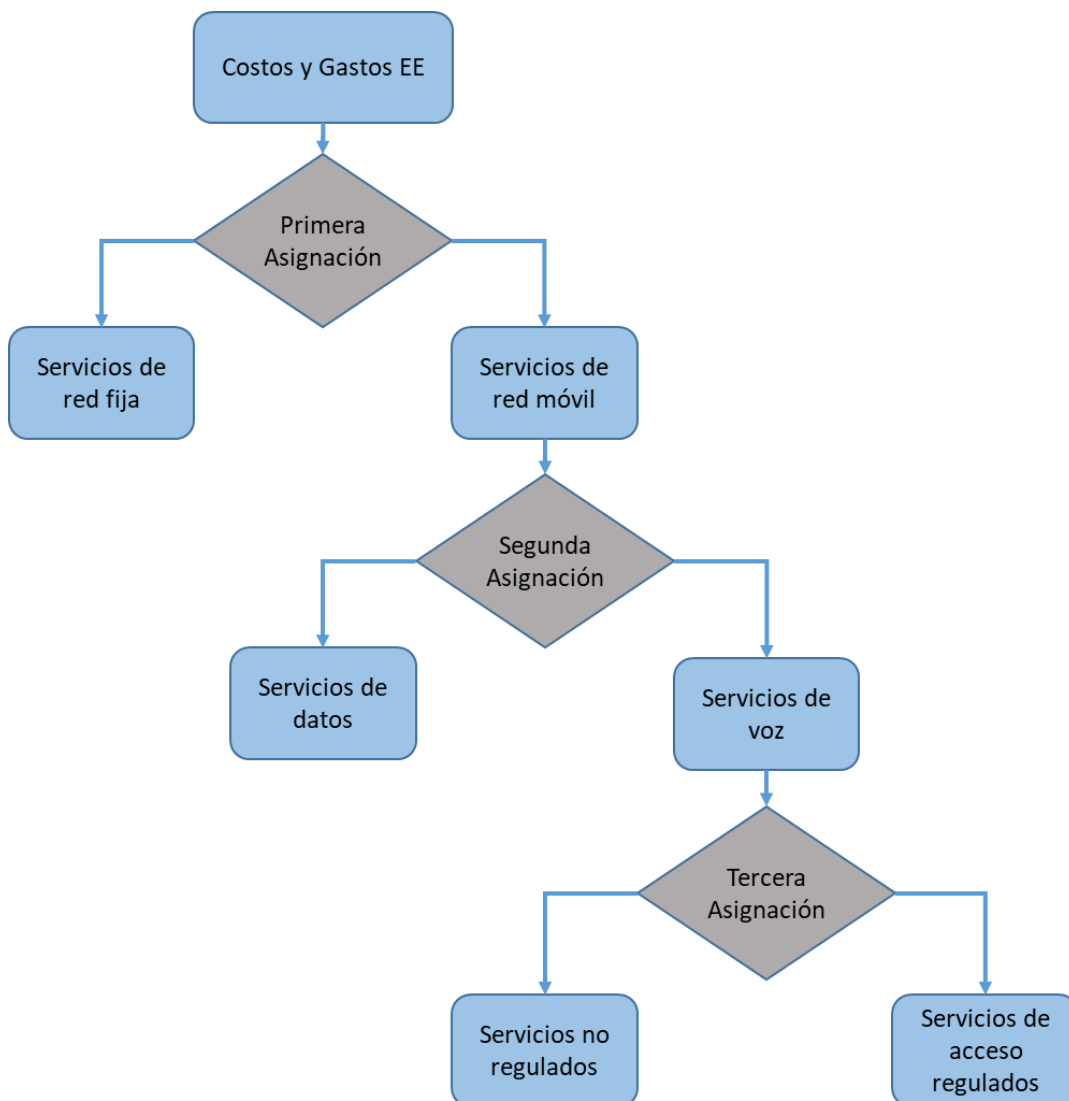 Costos y Gastos EE
Primera
Asignación
Servicios de
red fija
Servicios de
red móvil
Segunda
Asignación
Servicios de
datos
Servicios de
voz
Tercera
Asignación
Servicios no
regulados
Servicios de
acceso
regulados